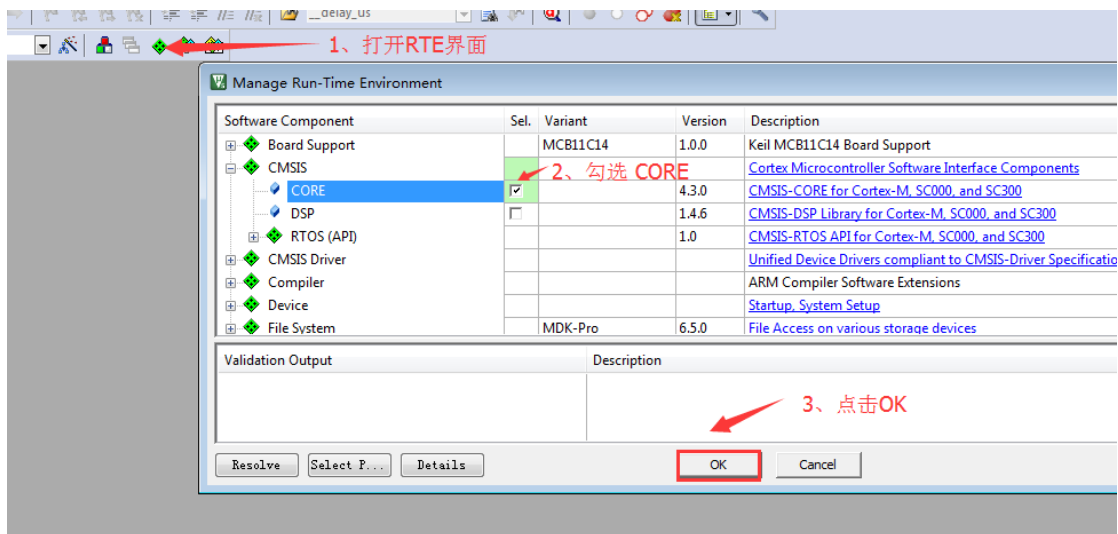 __delay_us
1、打开RTE界面
Manage Run-Time Environment
Software Component Sel. Variant Version Description
Board Support MCB11C14 1.0.0 Keil MCB11C14 Board Support
CMSIS Cortex Microcontroller Software Interface Components
2、勾选 CORE
CORE 4.3.0 CMSIS-CORE for Cortex-M, SC000, and SC300
DSP 1.4.6 CMSIS-DSP Library for Cortex-M, SC000, and SC300
RTOS (API) 1.0 CMSIS-RTOS API for Cortex-M, SC000, and SC300
CMSIS Driver Unified Device Drivers compliant to CMSIS-Driver Specificatio
Compiler ARM Compiler Software Extensions
Device Startup, System Setup
File System MDK-Pro 6.5.0 File Access on various storage devices
Validation Output Description
3、点击OK
Resolve Select P... Details OK Cancel